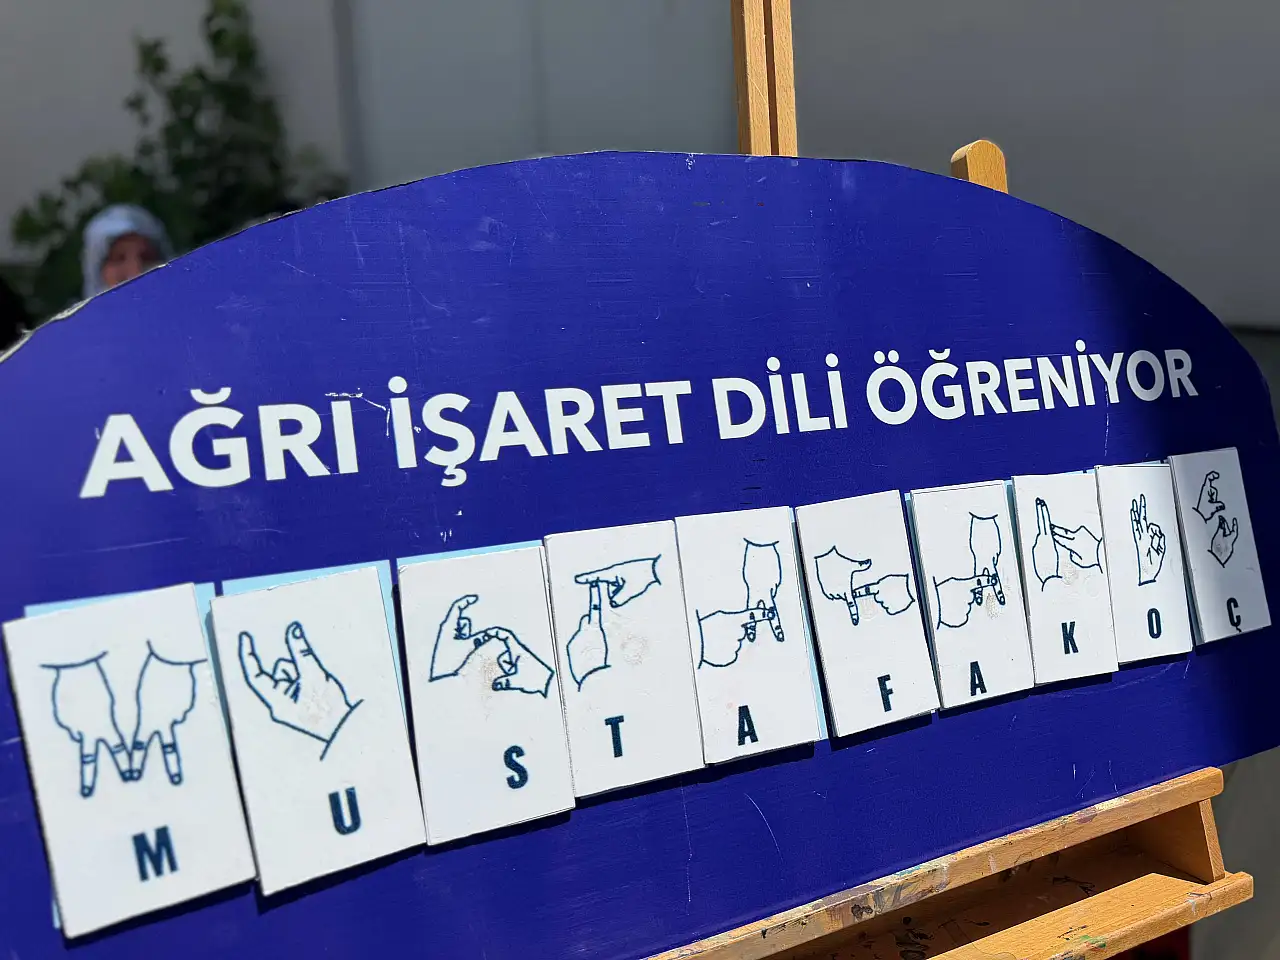 AĞRI İŞARET DİLİ ÖĞRENİYOR
M U S T A F A K O Ç